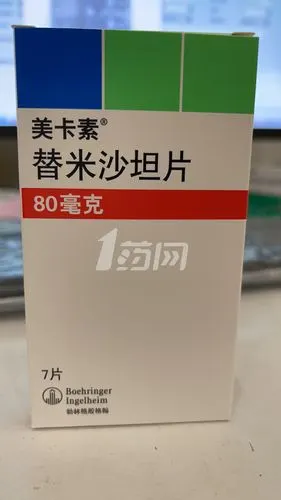 美卡素®
替米沙坦片
80毫克
1药网
7片
Boehringer
Ingelheim
勃林格殷格翰